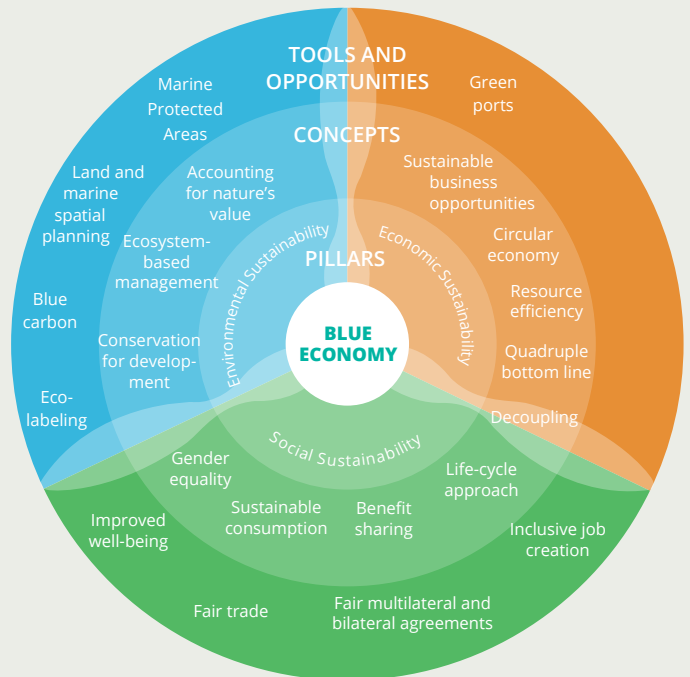 TOOLS AND
OPPORTUNITIES
Marine
Protected
Areas
Green
ports
CONCEPTS
Land and
marine
spatial
planning
Accounting
for nature's
value
Sustainable
business
opportunities
Ecosystem-
based
management
Circular
economy
Environmental Sustainability
PILLARS
Economic Sustainability
Blue
carbon
Resource
efficiency
BLUE
ECONOMY
Conservation
for develop-
ment
Quadruple
bottom line
Eco-
labeling
Decoupling
Social Sustainability
Gender
equality
Life-cycle
approach
Sustainable
consumption
Benefit
sharing
Improved
well-being
Inclusive job
creation
Fair trade
Fair multilateral and
bilateral agreements